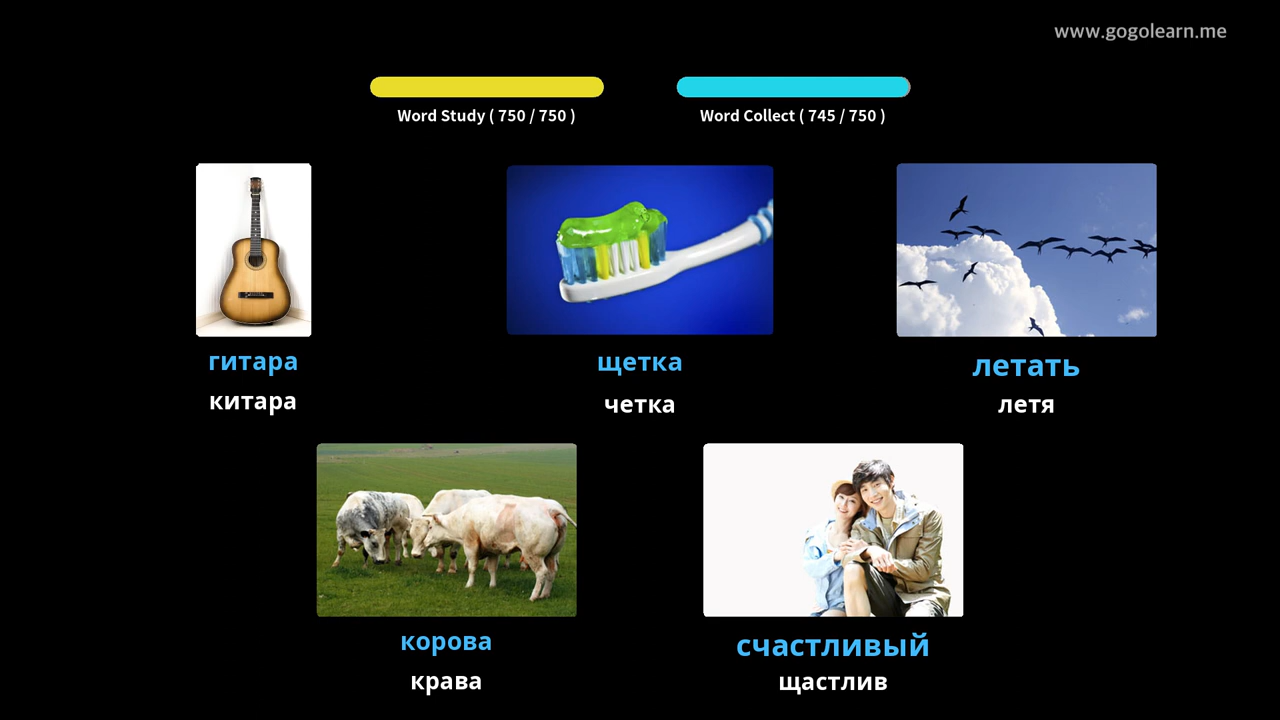 www.gogolearn.me
Word Study ( 750 / 750 )
Word Collect ( 745 / 750 )
гитара
китара
щетка
четка
летать
летя
корова
крава
счастливый
щастлив